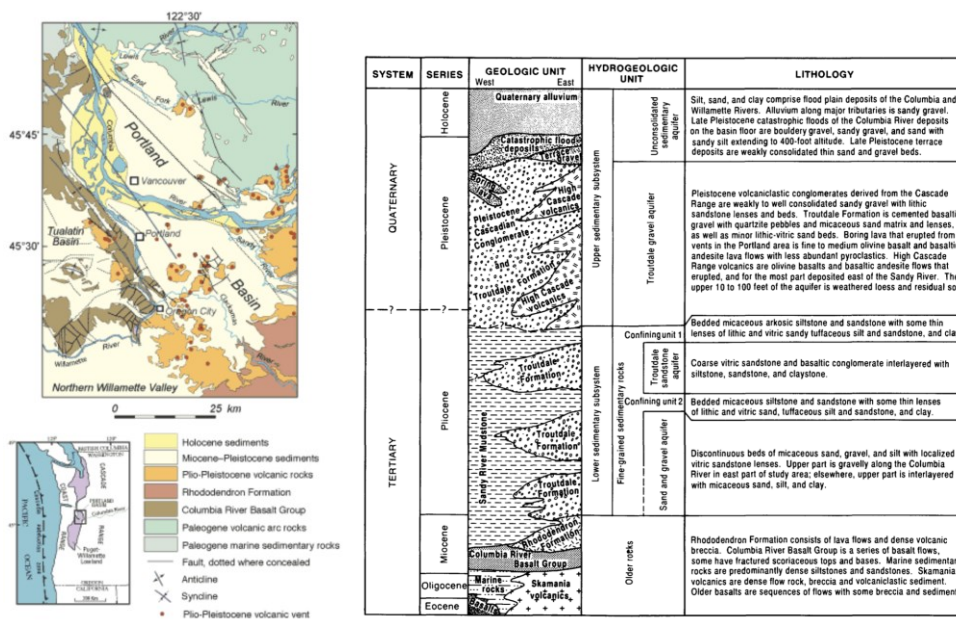 122°30'
Lewis
River
East
Fork
Lewis
River
45°45'
Columbia
Portland
Vancouver
Portland
Tualatin
Basin
45°30'
Sandy
River
Basin
Clackamas
Oregon City
Willamette
River
River
Northern Willamette Valley
0 25 km
Holocene sediments
Miocene–Pleistocene sediments
Plio-Pleistocene volcanic rocks
Rhododendron Formation
Columbia River Basalt Group
Paleogene volcanic arc rocks
Paleogene marine sedimentary rocks
Fault, dotted where concealed
Anticline
Syncline
Plio-Pleistocene volcanic vent
PACIFIC
OCEAN
COAST
RANGE
CASCADE
RANGE
Puget-
Willamette
Lowland
SYSTEM
SERIES
GEOLOGIC UNIT
West East
HYDROGEOLOGIC
UNIT
LITHOLOGY
QUATERNARY
TERTIARY
Holocene
Pleistocene
Pliocene
Miocene
Oligocene
Eocene
Quaternary alluvium
Catastrophic flood
deposits
Terrace
gravel
Boring
lava
High
Cascade
volcanics
Pleistocene
Cascadian
Conglomerate
and
Troutdale Formation
High Cascade
volcanics
Troutdale
Formation
Sandy River Mudstone
Troutdale
Formation
Troutdale
Formation
Rhododendron
Formation
Columbia River
Basalt Group
Marine
rocks
Skamania
volcanics
Basalt
Upper sedimentary subsystem
Lower sedimentary subsystem
Fine-grained sedimentary rocks
Older rocks
Unconsolidated
sedimentary
aquifer
Troutdale gravel aquifer
Confining unit 1
Troutdale
sandstone
aquifer
Confining unit 2
Sand and gravel aquifer
Silt, sand, and clay comprise flood plain deposits of the Columbia and
Willamette Rivers. Alluvium along major tributaries is sandy gravel.
Late Pleistocene catastrophic floods of the Columbia River deposits
on the basin floor are bouldery gravel, sandy gravel, and sand with
sandy silt extending to 400-foot altitude. Late Pleistocene terrace
deposits are weakly consolidated thin sand and gravel beds.
Pleistocene volcaniclastic conglomerates derived from the Cascade
Range are weakly to well consolidated sandy gravel with lithic
sandstone lenses and beds. Troutdale Formation is cemented basaltic
gravel with quartzite pebbles and micaceous sand matrix and lenses,
as well as minor lithic-vitric sand beds. Boring lava that erupted from
vents in the Portland area is fine to medium olivine basalt and basaltic
andesite lava flows with less abundant pyroclastics. High Cascade
Range volcanics are olivine basalts and basaltic andesite flows that
erupted, and for the most part deposited east of the Sandy River. The
upper 10 to 100 feet of the aquifer is weathered loess and residual so
Bedded micaceous arkosic siltstone and sandstone with some thin
lenses of lithic and vitric sandy tuffaceous silt and sandstone, and cla
Coarse vitric sandstone and basaltic conglomerate interlayered with
siltstone, sandstone, and claystone.
Bedded micaceous siltstone and sandstone with some thin lenses
of lithic and vitric sand, tuffaceous silt and sandstone, and clay.
Discontinuous beds of micaceous sand, gravel, and silt with localized
vitric sandstone lenses. Upper part is gravelly along the Columbia
River in east part of study area; elsewhere, upper part is interlayered
with micaceous sand, silt, and clay.
Rhododendron Formation consists of lava flows and dense volcanic
breccia. Columbia River Basalt Group is a series of basalt flows,
some have fractured scoriaceous tops and bases. Marine sedimentar
rocks are predominantly dense siltstones and sandstones. Skamania
volcanics are dense flow rock, breccia and volcaniclastic sediment.
Older basalts are sequences of flows with some breccia and sediment